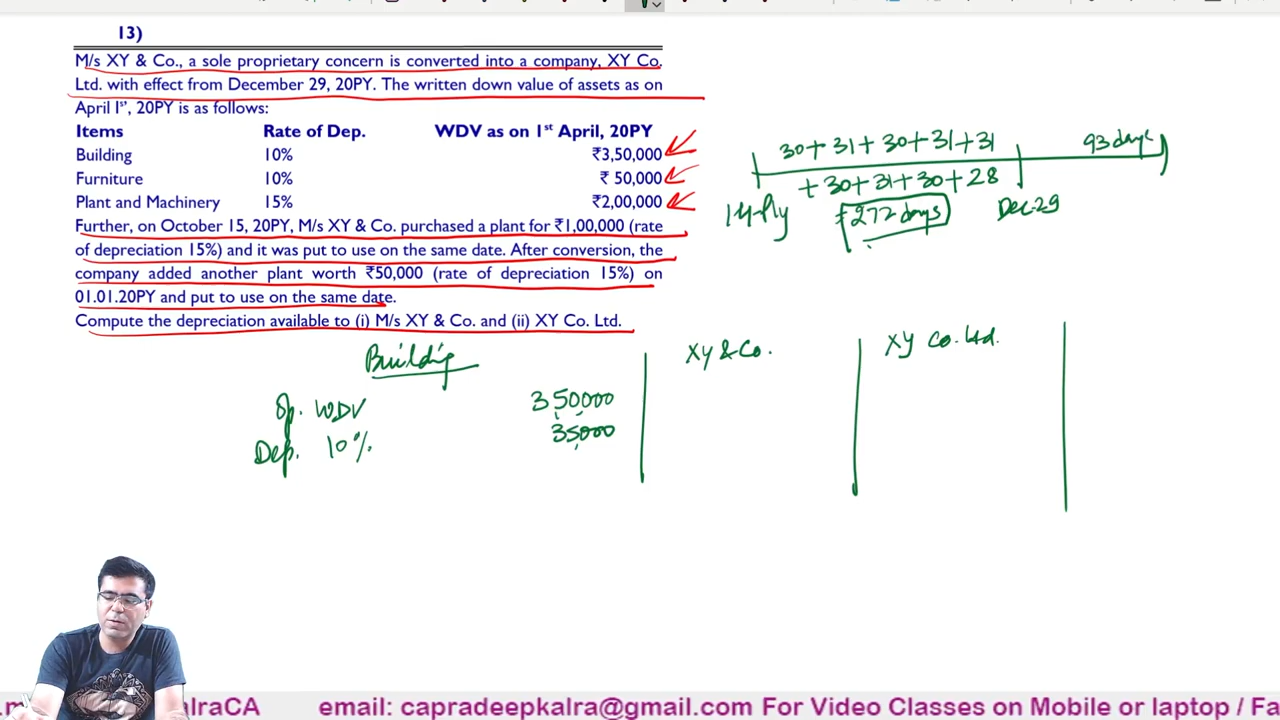 13)
M/s XY & Co., a sole proprietary concern is converted into a company, XY Co.
Ltd. with effect from December 29, 20PY. The written down value of assets as on
April 1st, 20PY is as follows:
Items Rate of Dep. WDV as on 1st April, 20PY
Building 10% ₹3,50,000
Furniture 10% ₹ 50,000
Plant and Machinery 15% ₹2,00,000
Further, on October 15, 20PY, M/s XY & Co. purchased a plant for ₹1,00,000 (rate
of depreciation 15%) and it was put to use on the same date. After conversion, the
company added another plant worth ₹50,000 (rate of depreciation 15%) on
01.01.20PY and put to use on the same date.
Compute the depreciation available to (i) M/s XY & Co. and (ii) XY Co. Ltd.
30+31+30+31+31
93 days
+30+31+30+28
Dec-29
272 days
Building
XY & Co.
XY Co. Ltd.
Op. WDV 350000
Dep. 10% 35000
alraCA email: capradeepkalra@gmail.com For Video Classes on Mobile or laptop / Fa